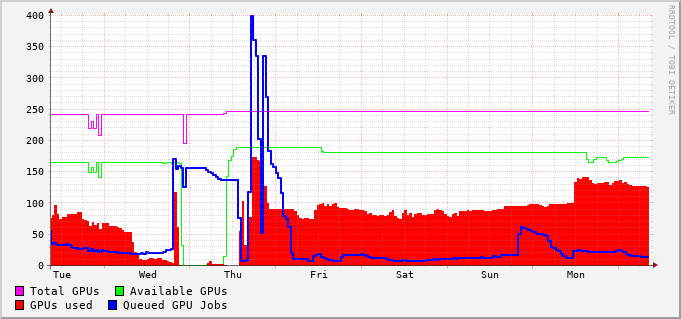 400
350
300
250
200
150
100
50
0
Tue Wed Thu Fri Sat Sun Mon
Total GPUs Available GPUs
GPUs used Queued GPU Jobs
RRDTOOL / TOBI OETIKER